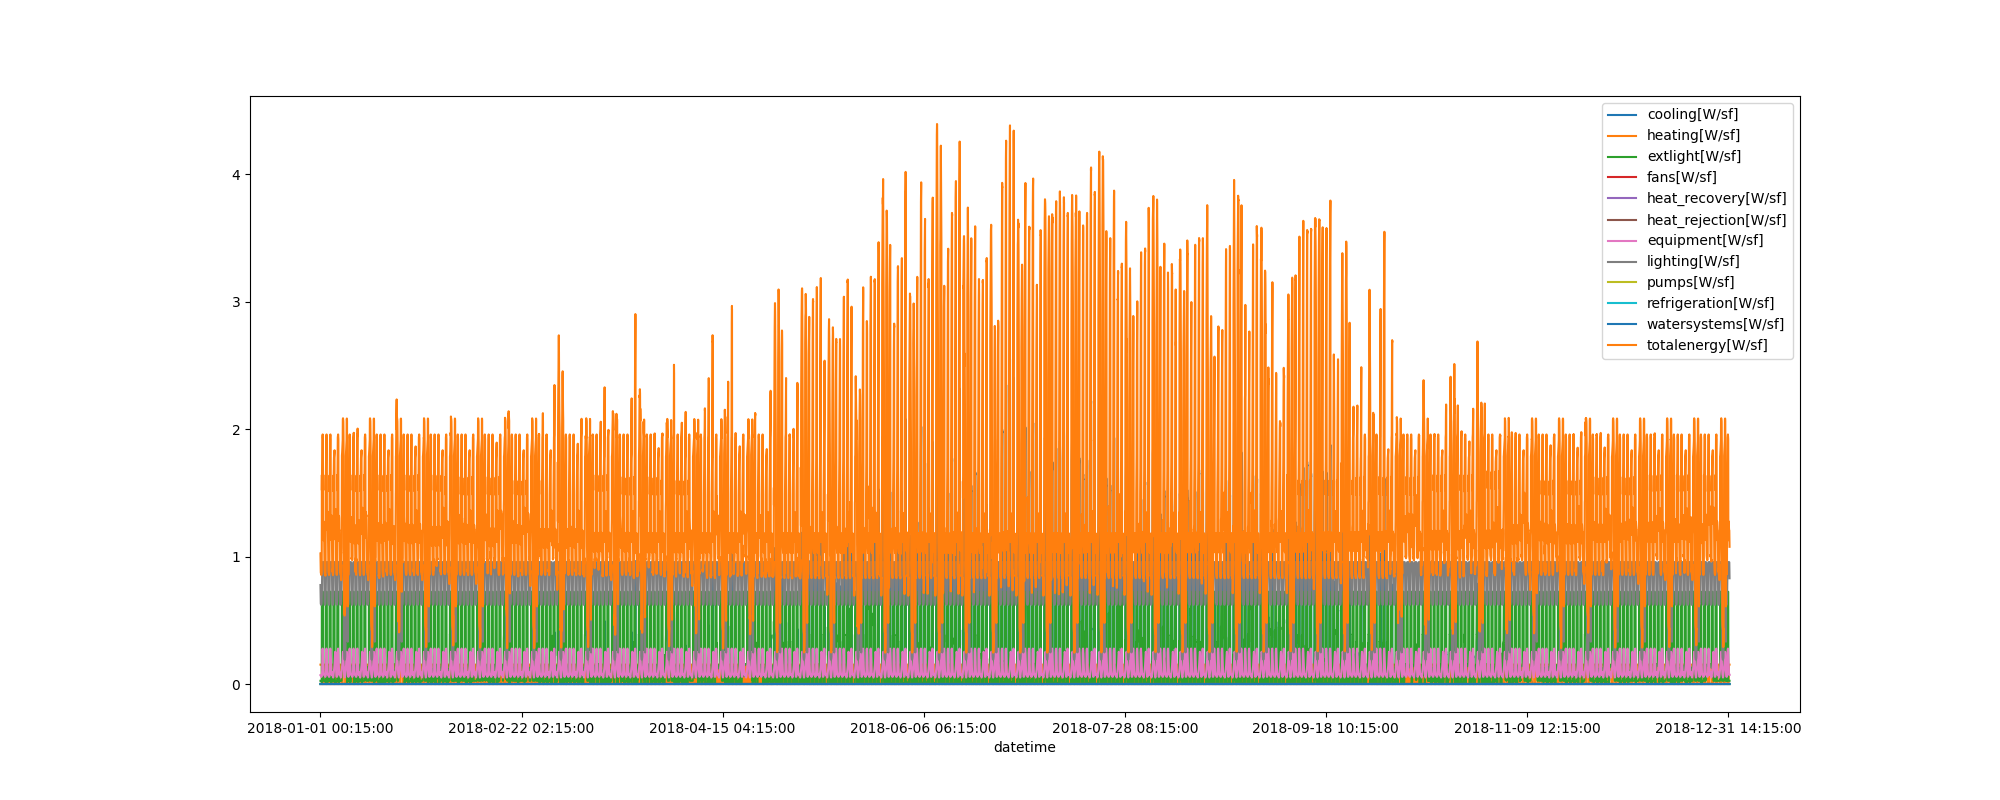 cooling[W/sf]
heating[W/sf]
extlight[W/sf]
fans[W/sf]
heat_recovery[W/sf]
heat_rejection[W/sf]
equipment[W/sf]
lighting[W/sf]
pumps[W/sf]
refrigeration[W/sf]
watersystems[W/sf]
totalenergy[W/sf]
4
3
2
1
0
2018-01-01 00:15:00 2018-02-22 02:15:00 2018-04-15 04:15:00 2018-06-06 06:15:00 2018-07-28 08:15:00 2018-09-18 10:15:00 2018-11-09 12:15:00 2018-12-31 14:15:00
datetime